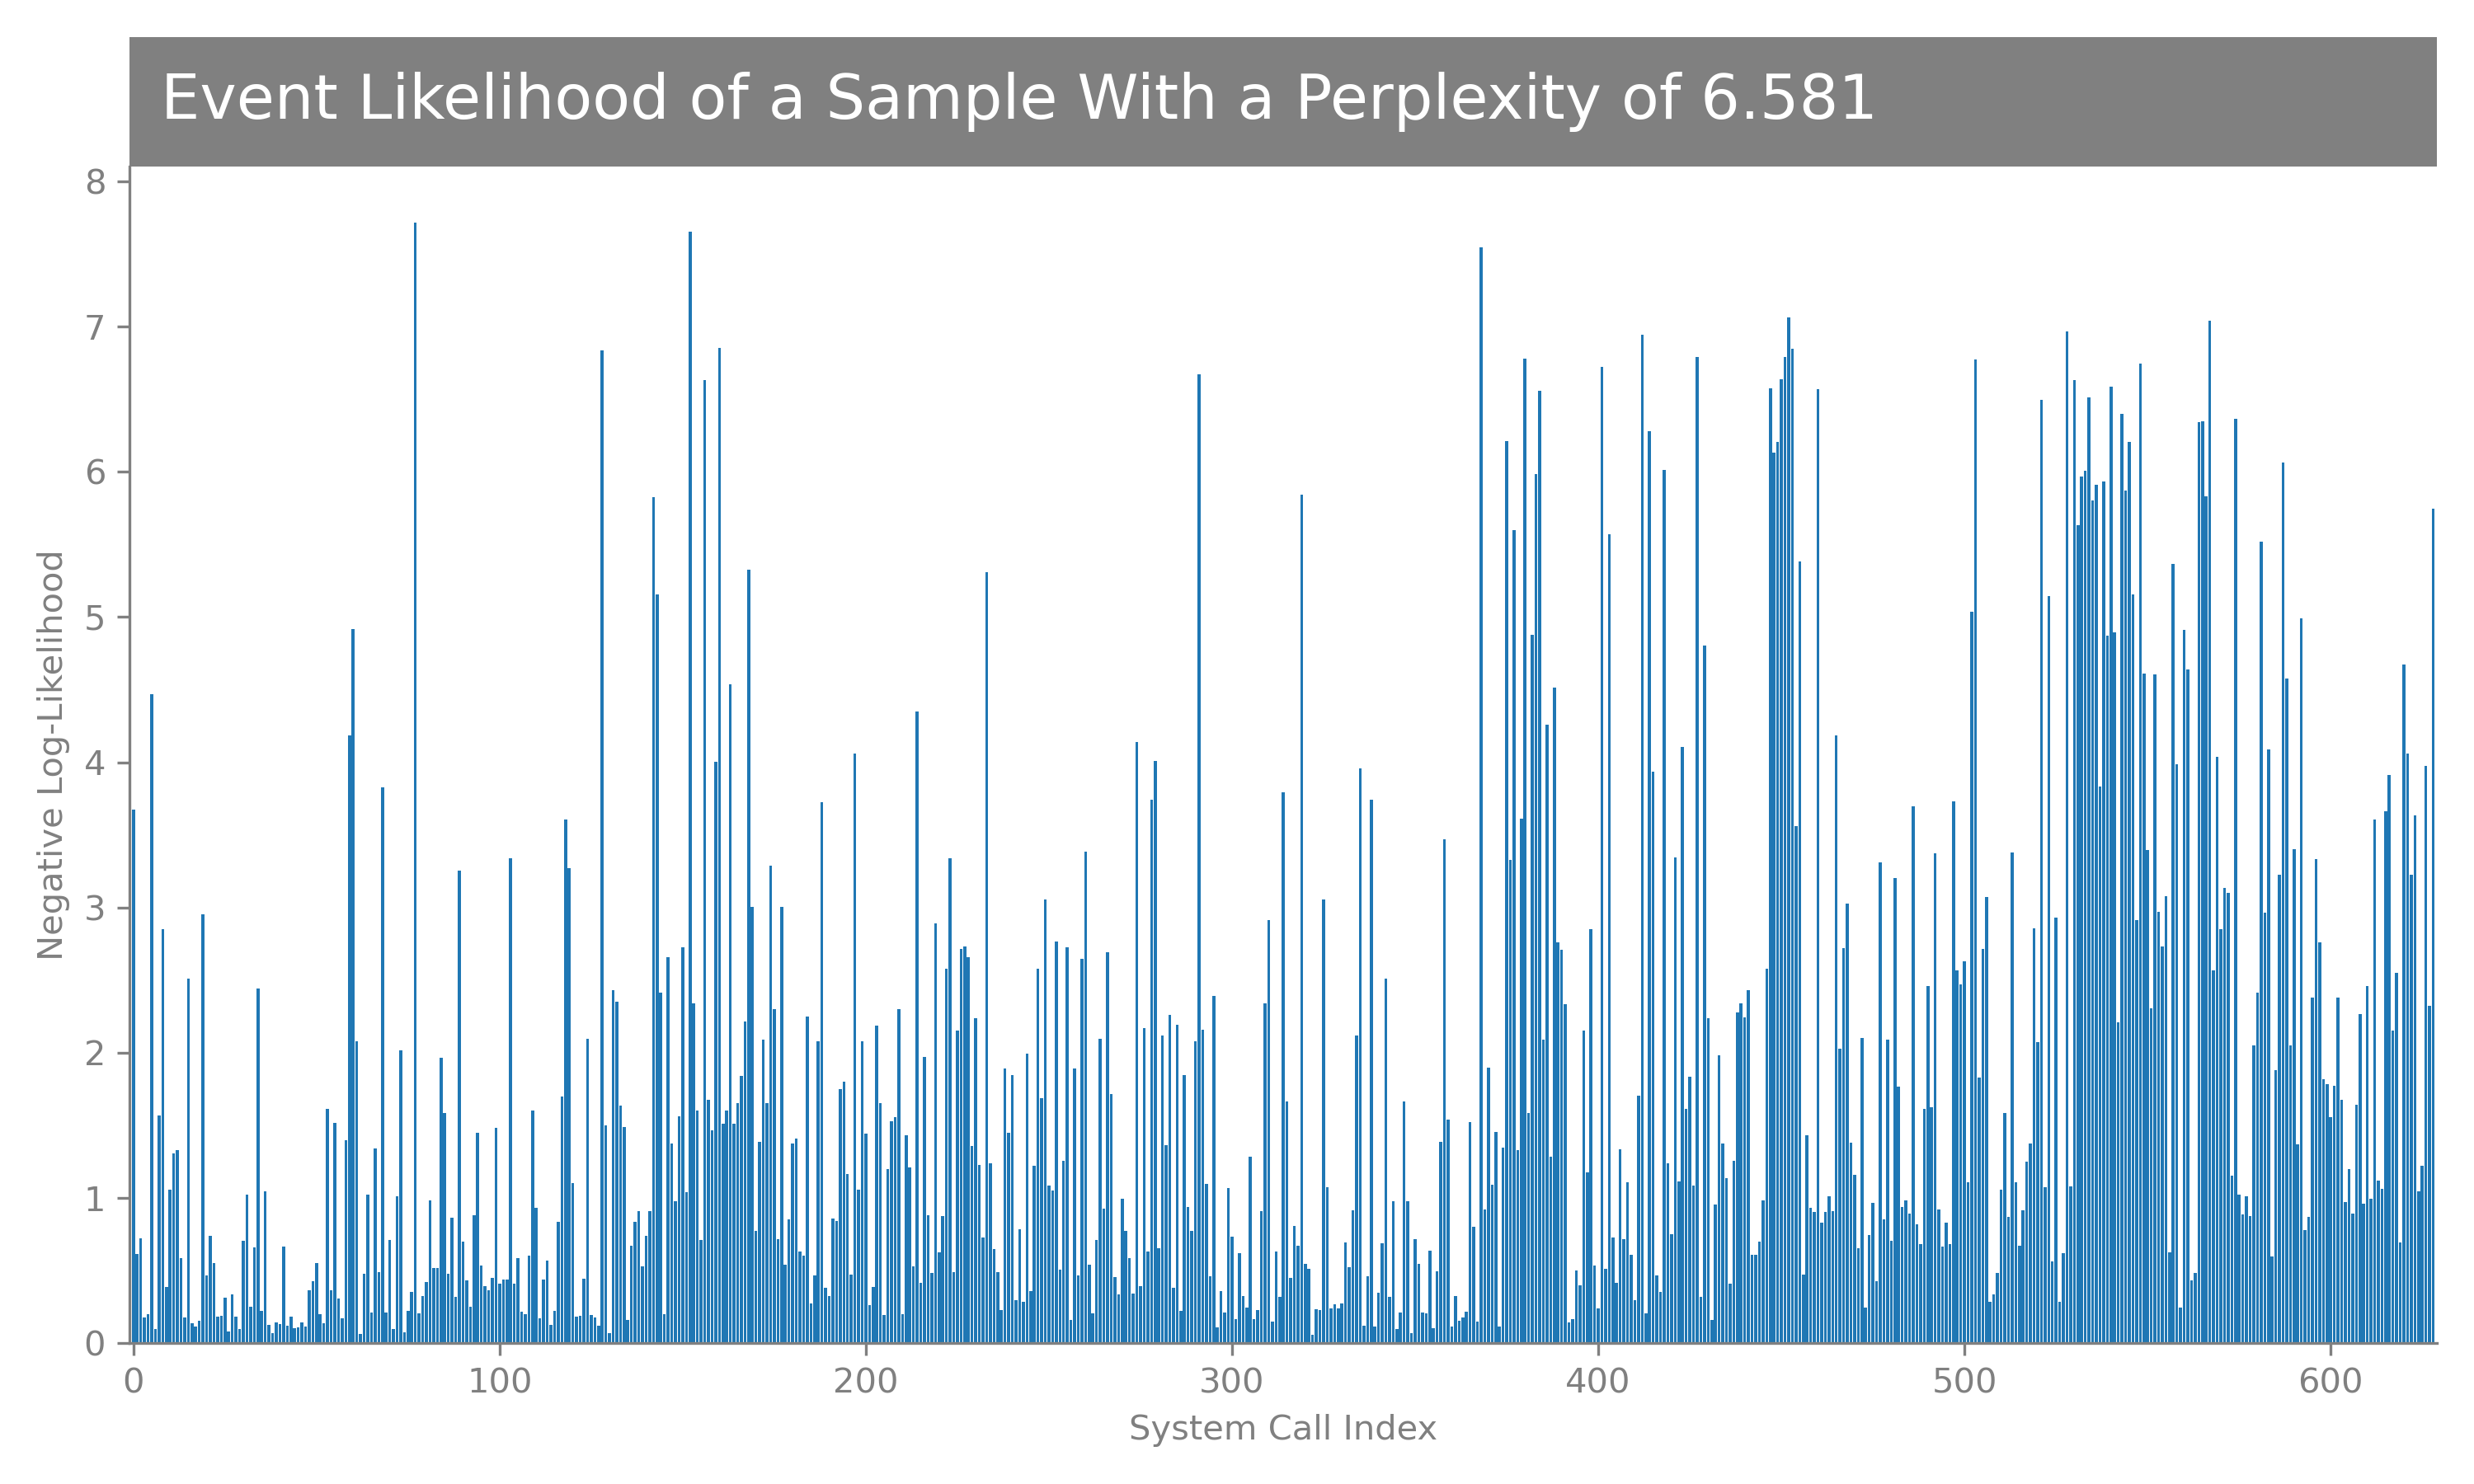 Event Likelihood of a Sample With a Perplexity of 6.581
8
7
6
5
4
3
2
1
0
Negative Log-Likelihood
0 100 200 300 400 500 600
System Call Index